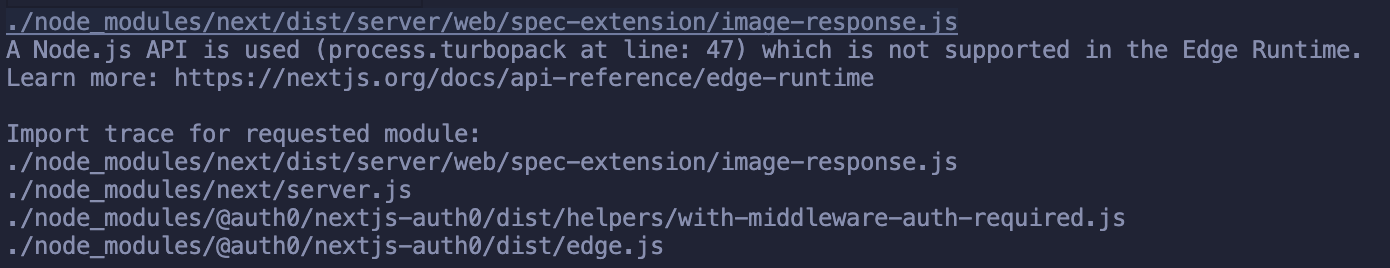 ./node_modules/next/dist/server/web/spec-extension/image-response.js
A Node.js API is used (process.turbopack at line: 47) which is not supported in the Edge Runtime.
Learn more: https://nextjs.org/docs/api-reference/edge-runtime
Import trace for requested module:
./node_modules/next/dist/server/web/spec-extension/image-response.js
./node_modules/next/server.js
./node_modules/@auth0/nextjs-auth0/dist/helpers/with-middleware-auth-required.js
./node_modules/@auth0/nextjs-auth0/dist/edge.js